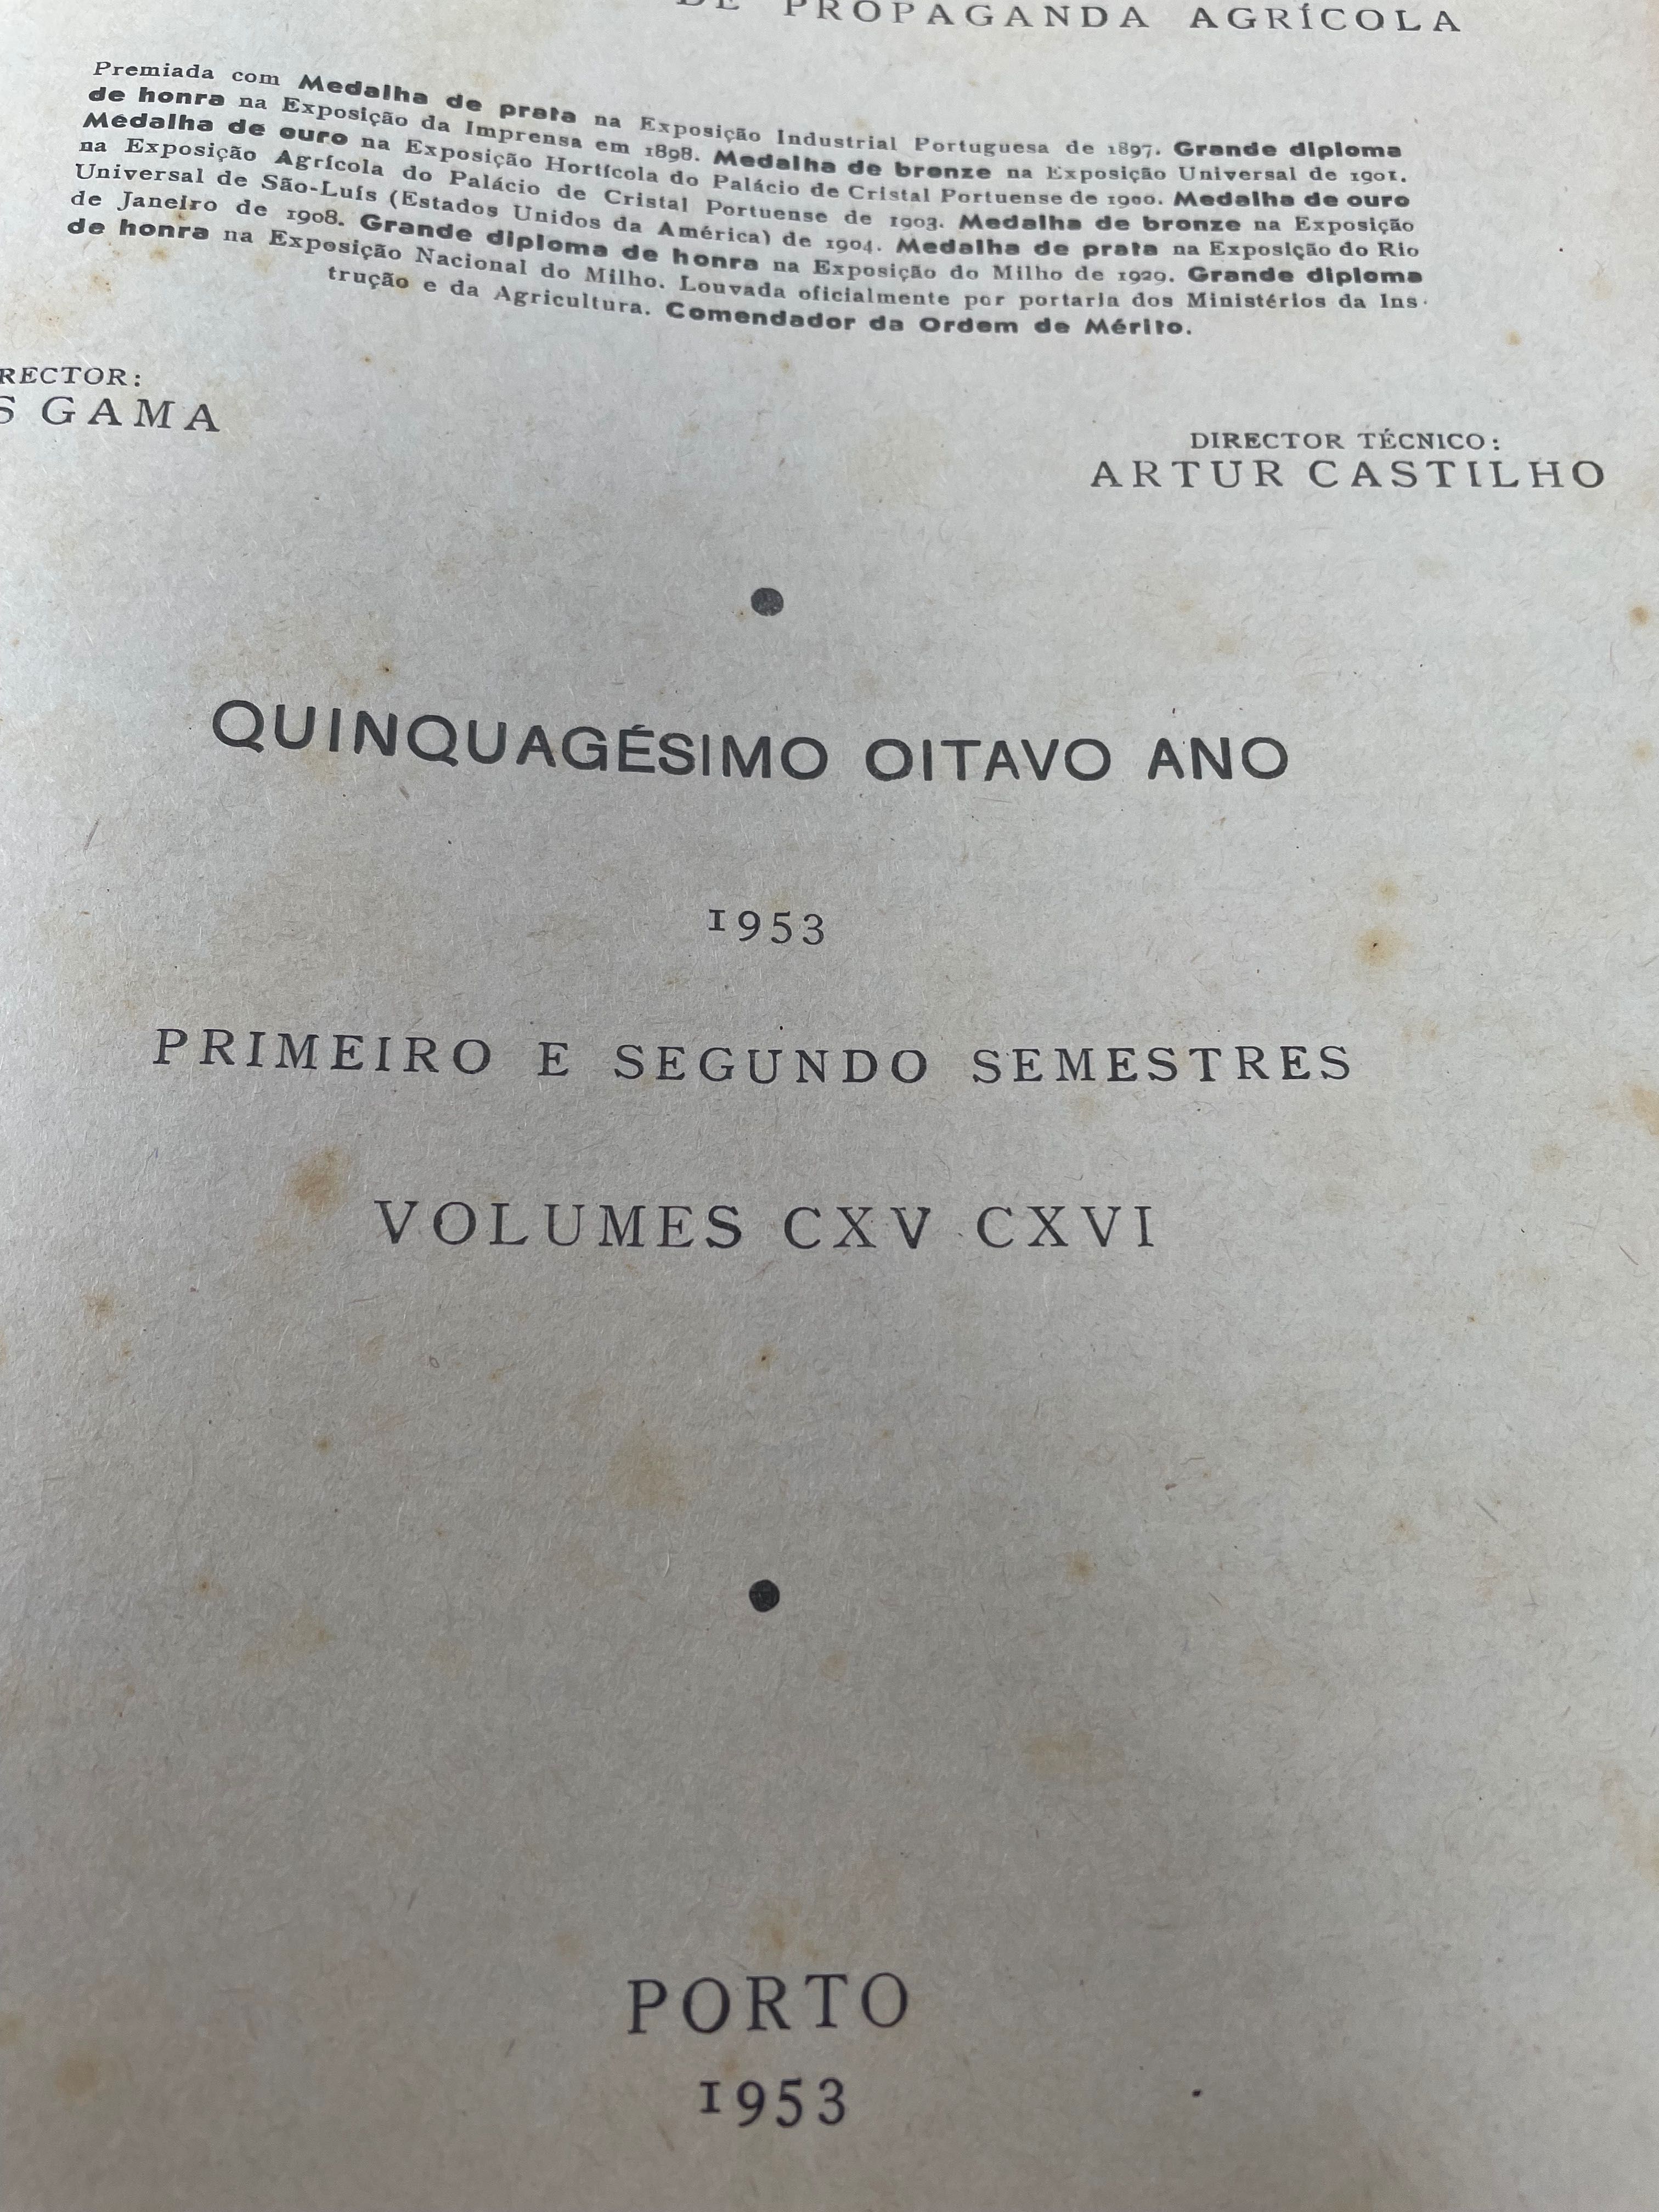 DE PROPAGANDA AGRÍCOLA
Premiada com Medalha de prata na Exposição Industrial Portuguesa de 1897. Grande diploma
de honra na Exposição da Imprensa em 1898. Medalha de bronze na Exposição Universal de 1901.
Medalha de ouro na Exposição Hortícola do Palácio de Cristal Portuense de 1900. Medalha de ouro
na Exposição Agrícola do Palácio de Cristal Portuense de 1903. Medalha de bronze na Exposição
Universal de São-Luís (Estados Unidos da América) de 1904. Medalha de prata na Exposição do Rio
de Janeiro de 1908. Grande diploma de honra na Exposição do Milho de 1929. Grande diploma
de honra na Exposição Nacional do Milho. Louvada oficialmente por portaria dos Ministérios da Ins-
trução e da Agricultura. Comendador da Ordem de Mérito.
RECTOR:
S GAMA
DIRECTOR TÉCNICO:
ARTUR CASTILHO
QUINQUAGÉSIMO OITAVO ANO
1953
PRIMEIRO E SEGUNDO SEMESTRES
VOLUMES CXV CXVI
PORTO
1953